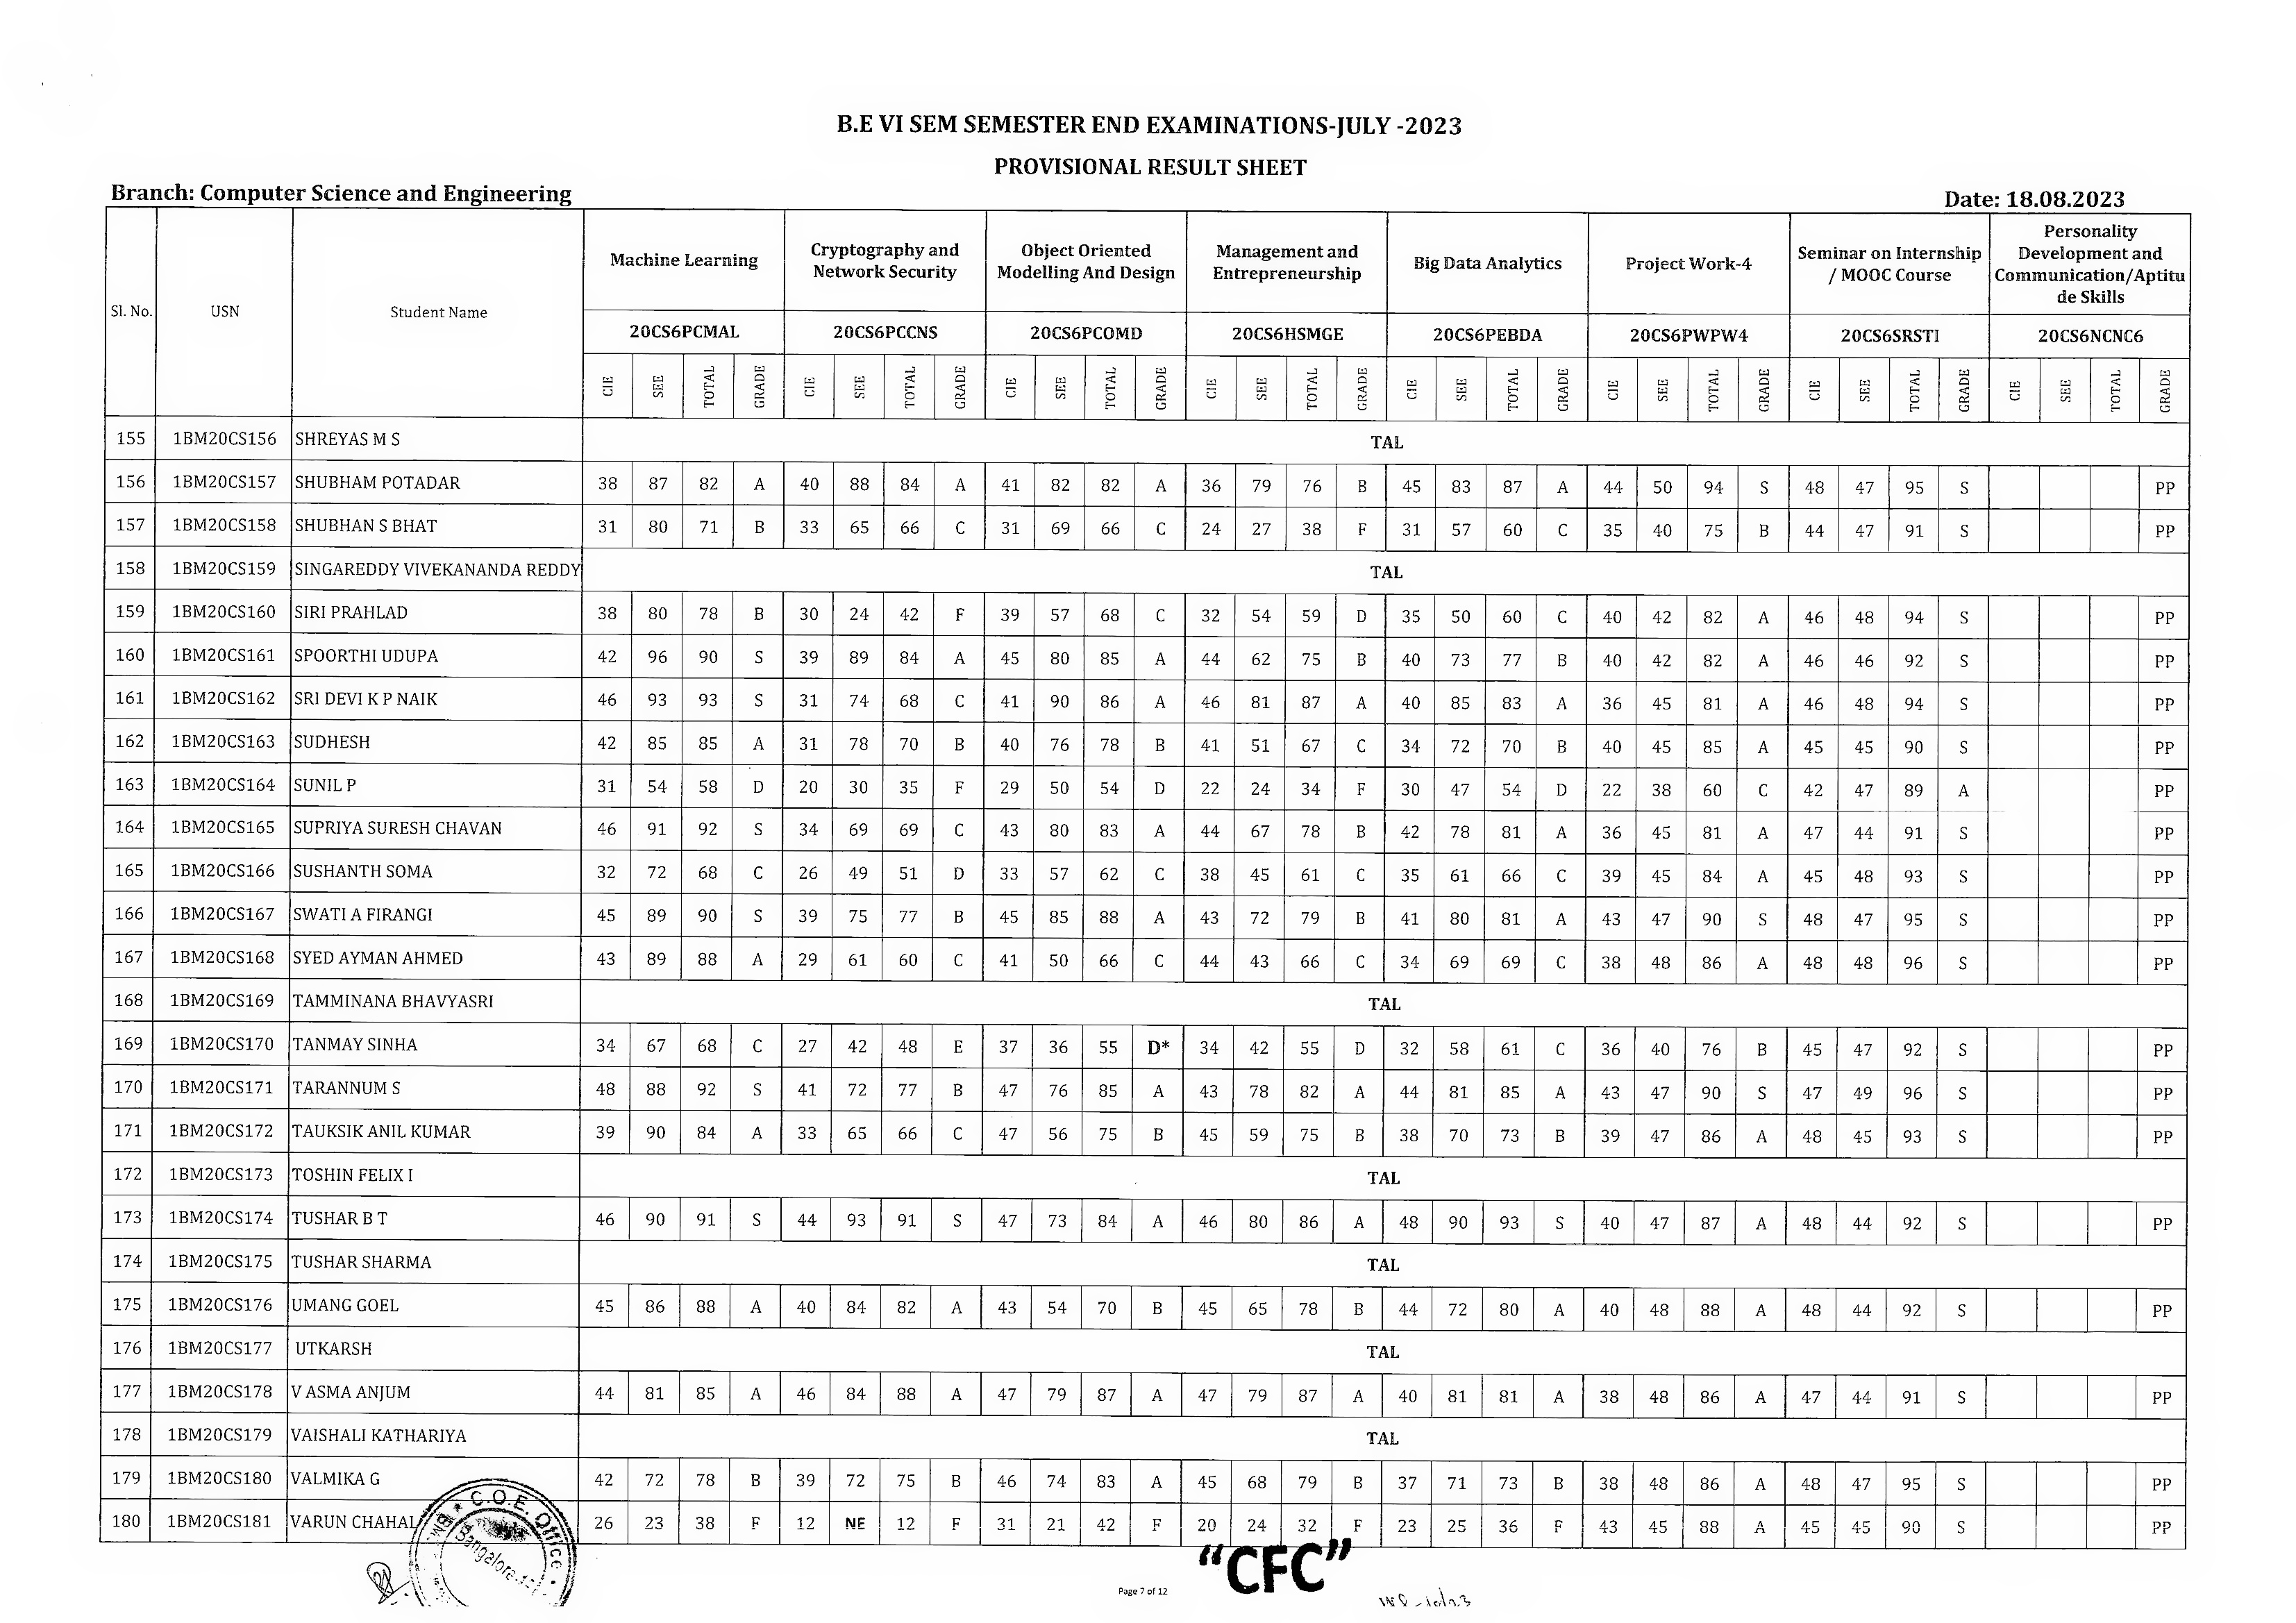 B.E VI SEM SEMESTER END EXAMINATIONS-JULY -2023
PROVISIONAL RESULT SHEET
Branch: Computer Science and Engineering Date: 18.08.2023
Sl. No. USN Student Name Machine Learning Cryptography and Network Security Object Oriented Modelling And Design Management and Entrepreneurship Big Data Analytics Project Work-4 Seminar on Internship / MOOC Course Personality Development and Communication/Aptitu de Skills
20CS6PCMAL 20CS6PCCNS 20CS6PCOMD 20CS6HSMGE 20CS6PEBDA 20CS6PWPW4 20CS6SRSTI 20CS6NCNC6
CIE SEE TOTAL GRADE CIE SEE TOTAL GRADE CIE SEE TOTAL GRADE CIE SEE TOTAL GRADE CIE SEE TOTAL GRADE CIE SEE TOTAL GRADE CIE SEE TOTAL GRADE CIE SEE TOTAL GRADE
155 1BM20CS156 SHREYAS M S TAL
156 1BM20CS157 SHUBHAM POTADAR 38 87 82 A 40 88 84 A 41 82 82 A 36 79 76 B 45 83 87 A 44 50 94 S 48 47 95 S PP
157 1BM20CS158 SHUBHAN S BHAT 31 80 71 B 33 65 66 C 31 69 66 C 24 27 38 F 31 57 60 C 35 40 75 B 44 47 91 S PP
158 1BM20CS159 SINGAREDDY VIVEKANANDA REDDY TAL
159 1BM20CS160 SIRI PRAHLAD 38 80 78 B 30 24 42 F 39 57 68 C 32 54 59 D 35 50 60 C 40 42 82 A 46 48 94 S PP
160 1BM20CS161 SPOORTHI UDUPA 42 96 90 S 39 89 84 A 45 80 85 A 44 62 75 B 40 73 77 B 40 42 82 A 46 46 92 S PP
161 1BM20CS162 SRI DEVI K P NAIK 46 93 93 S 31 74 68 C 41 90 86 A 46 81 87 A 40 85 83 A 36 45 81 A 46 48 94 S PP
162 1BM20CS163 SUDHESH 42 85 85 A 31 78 70 B 40 76 78 B 41 51 67 C 34 72 70 B 40 45 85 A 45 45 90 S PP
163 1BM20CS164 SUNIL P 31 54 58 D 20 30 35 F 29 50 54 D 22 24 34 F 30 47 54 D 22 38 60 C 42 47 89 A PP
164 1BM20CS165 SUPRIYA SURESH CHAVAN 46 91 92 S 34 69 69 C 43 80 83 A 44 67 78 B 42 78 81 A 36 45 81 A 47 44 91 S PP
165 1BM20CS166 SUSHANTH SOMA 32 72 68 C 26 49 51 D 33 57 62 C 38 45 61 C 35 61 66 C 39 45 84 A 45 48 93 S PP
166 1BM20CS167 SWATI A FIRANGI 45 89 90 S 39 75 77 B 45 85 88 A 43 72 79 B 41 80 81 A 43 47 90 S 48 47 95 S PP
167 1BM20CS168 SYED AYMAN AHMED 43 89 88 A 29 61 60 C 41 50 66 C 44 43 66 C 34 69 69 C 38 48 86 A 48 48 96 S PP
168 1BM20CS169 TAMMINANA BHAVYASRI TAL
169 1BM20CS170 TANMAY SINHA 34 67 68 C 27 42 48 E 37 36 55 D* 34 42 55 D 32 58 61 C 36 40 76 B 45 47 92 S PP
170 1BM20CS171 TARANNUM S 48 88 92 S 41 72 77 B 47 76 85 A 43 78 82 A 44 81 85 A 43 47 90 S 47 49 96 S PP
171 1BM20CS172 TAUKSIK ANIL KUMAR 39 90 84 A 33 65 66 C 47 56 75 B 45 59 75 B 38 70 73 B 39 47 86 A 48 45 93 S PP
172 1BM20CS173 TOSHIN FELIX I TAL
173 1BM20CS174 TUSHAR B T 46 90 91 S 44 93 91 S 47 73 84 A 46 80 86 A 48 90 93 S 40 47 87 A 48 44 92 S PP
174 1BM20CS175 TUSHAR SHARMA TAL
175 1BM20CS176 UMANG GOEL 45 86 88 A 40 84 82 A 43 54 70 B 45 65 78 B 44 72 80 A 40 48 88 A 48 44 92 S PP
176 1BM20CS177 UTKARSH TAL
177 1BM20CS178 V ASMA ANJUM 44 81 85 A 46 84 88 A 47 79 87 A 47 79 87 A 40 81 81 A 38 48 86 A 47 44 91 S PP
178 1BM20CS179 VAISHALI KATHARIYA TAL
179 1BM20CS180 VALMIKA G 42 72 78 B 39 72 75 B 46 74 83 A 45 68 79 B 37 71 73 B 38 48 86 A 48 47 95 S PP
180 1BM20CS181 VARUN CHAHAL 26 23 38 F 12 NE 12 F 31 21 42 F 20 24 32 F 23 25 36 F 43 45 88 A 45 45 90 S PP
C.O.E. Office
Bangalore
"CFC"
Page 7 of 12